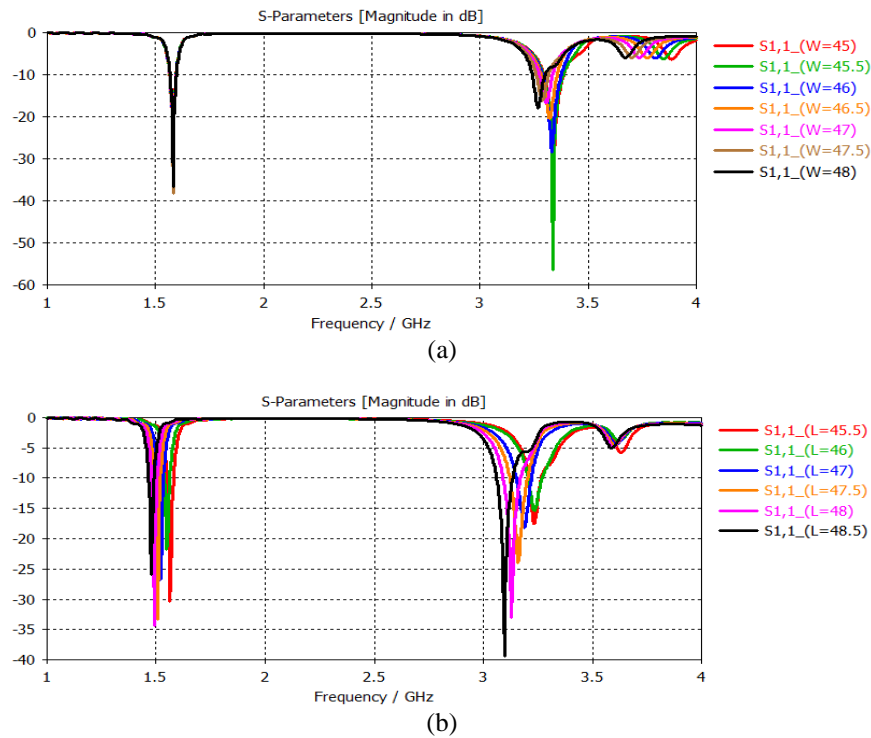 S-Parameters [Magnitude in dB]
0
-10
-20
-30
-40
-50
-60
1
1.5
2
2.5
3
3.5
4
Frequency / GHz
S1,1_(W=45)
S1,1_(W=45.5)
S1,1_(W=46)
S1,1_(W=46.5)
S1,1_(W=47)
S1,1_(W=47.5)
S1,1_(W=48)
(a)
S-Parameters [Magnitude in dB]
0
-5
-10
-15
-20
-25
-30
-35
-40
1
1.5
2
2.5
3
3.5
4
Frequency / GHz
S1,1_(L=45.5)
S1,1_(L=46)
S1,1_(L=47)
S1,1_(L=47.5)
S1,1_(L=48)
S1,1_(L=48.5)
(b)